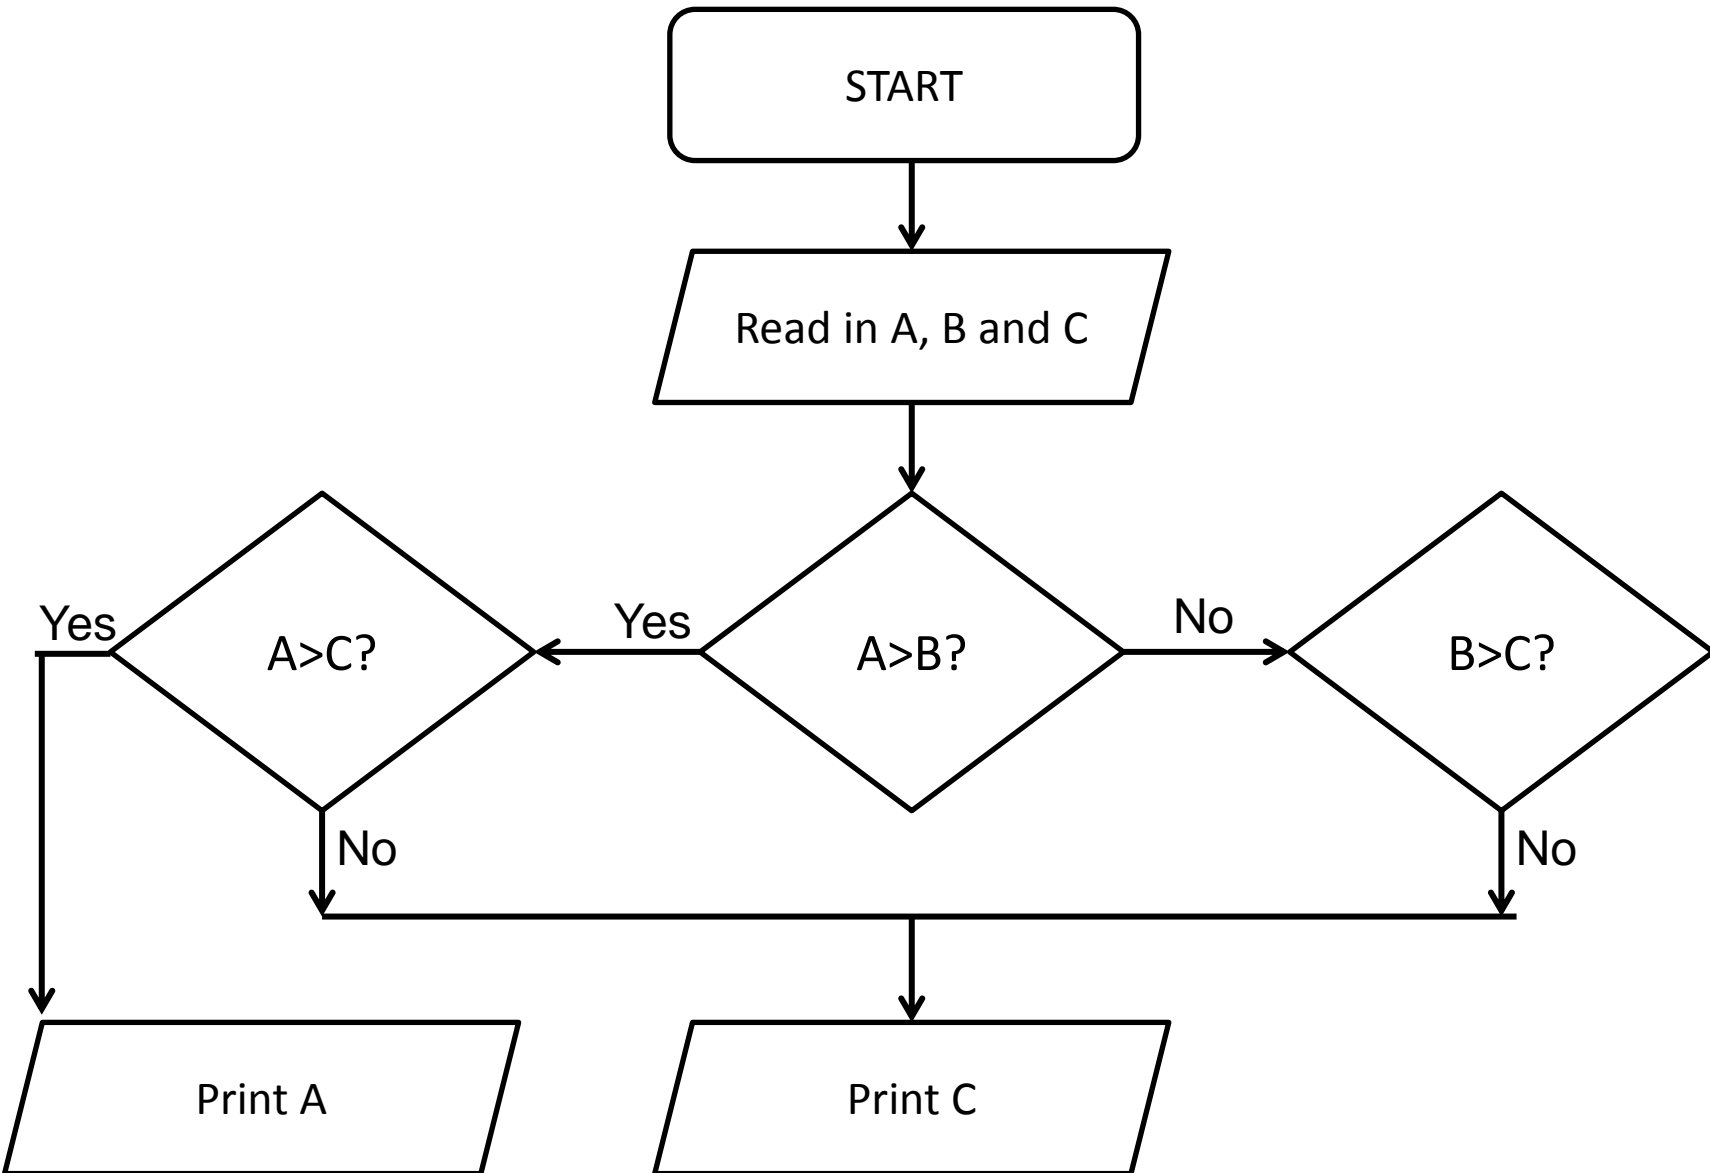 START
Read in A, B and C
Yes
A>C?
Yes
A>B?
No
B>C?
No
No
Print A
Print C